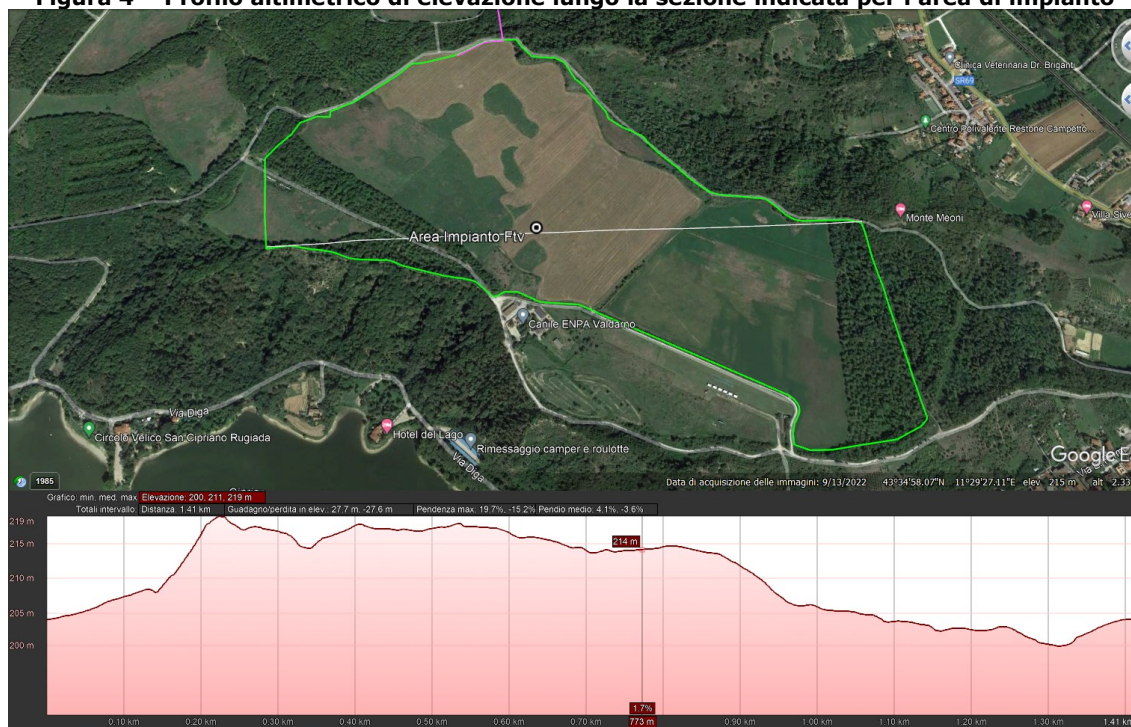 Figura 4 – Profilo altimetrico di elevazione lungo la sezione indicata per l'area di impianto
Clinica Veterinaria Dr. Briganti
SR69
Centro Polivalente Restone Campetto...
Monte Meoni
Villa Sive
Area Impianto Ftv
Canile ENPA Valdarno
Via Diga
Circolo Velico San Cipriano Rugiada
Hotel del Lago
Rimessaggio camper e roulotte
Via Diga
Google E
1985
Data di acquisizione delle immagini: 9/13/2022 43°34'58.07"N 11°29'27.11"E elev 215 m alt 2.33
Grafico: min. med. max Elevazione: 200, 211, 219 m
Totali intervallo: Distanza: 1.41 km Guadagno/perdita in elev.: 27.7 m, -27.6 m Pendenza max: 19.7%, -15.2% Pendio medio: 4.1%, -3.6%
219 m
215 m
210 m
205 m
200 m
214 m
1.7%
0.10 km 0.20 km 0.30 km 0.40 km 0.50 km 0.60 km 0.70 km 773 m 0.90 km 1.00 km 1.10 km 1.20 km 1.30 km 1.41 km